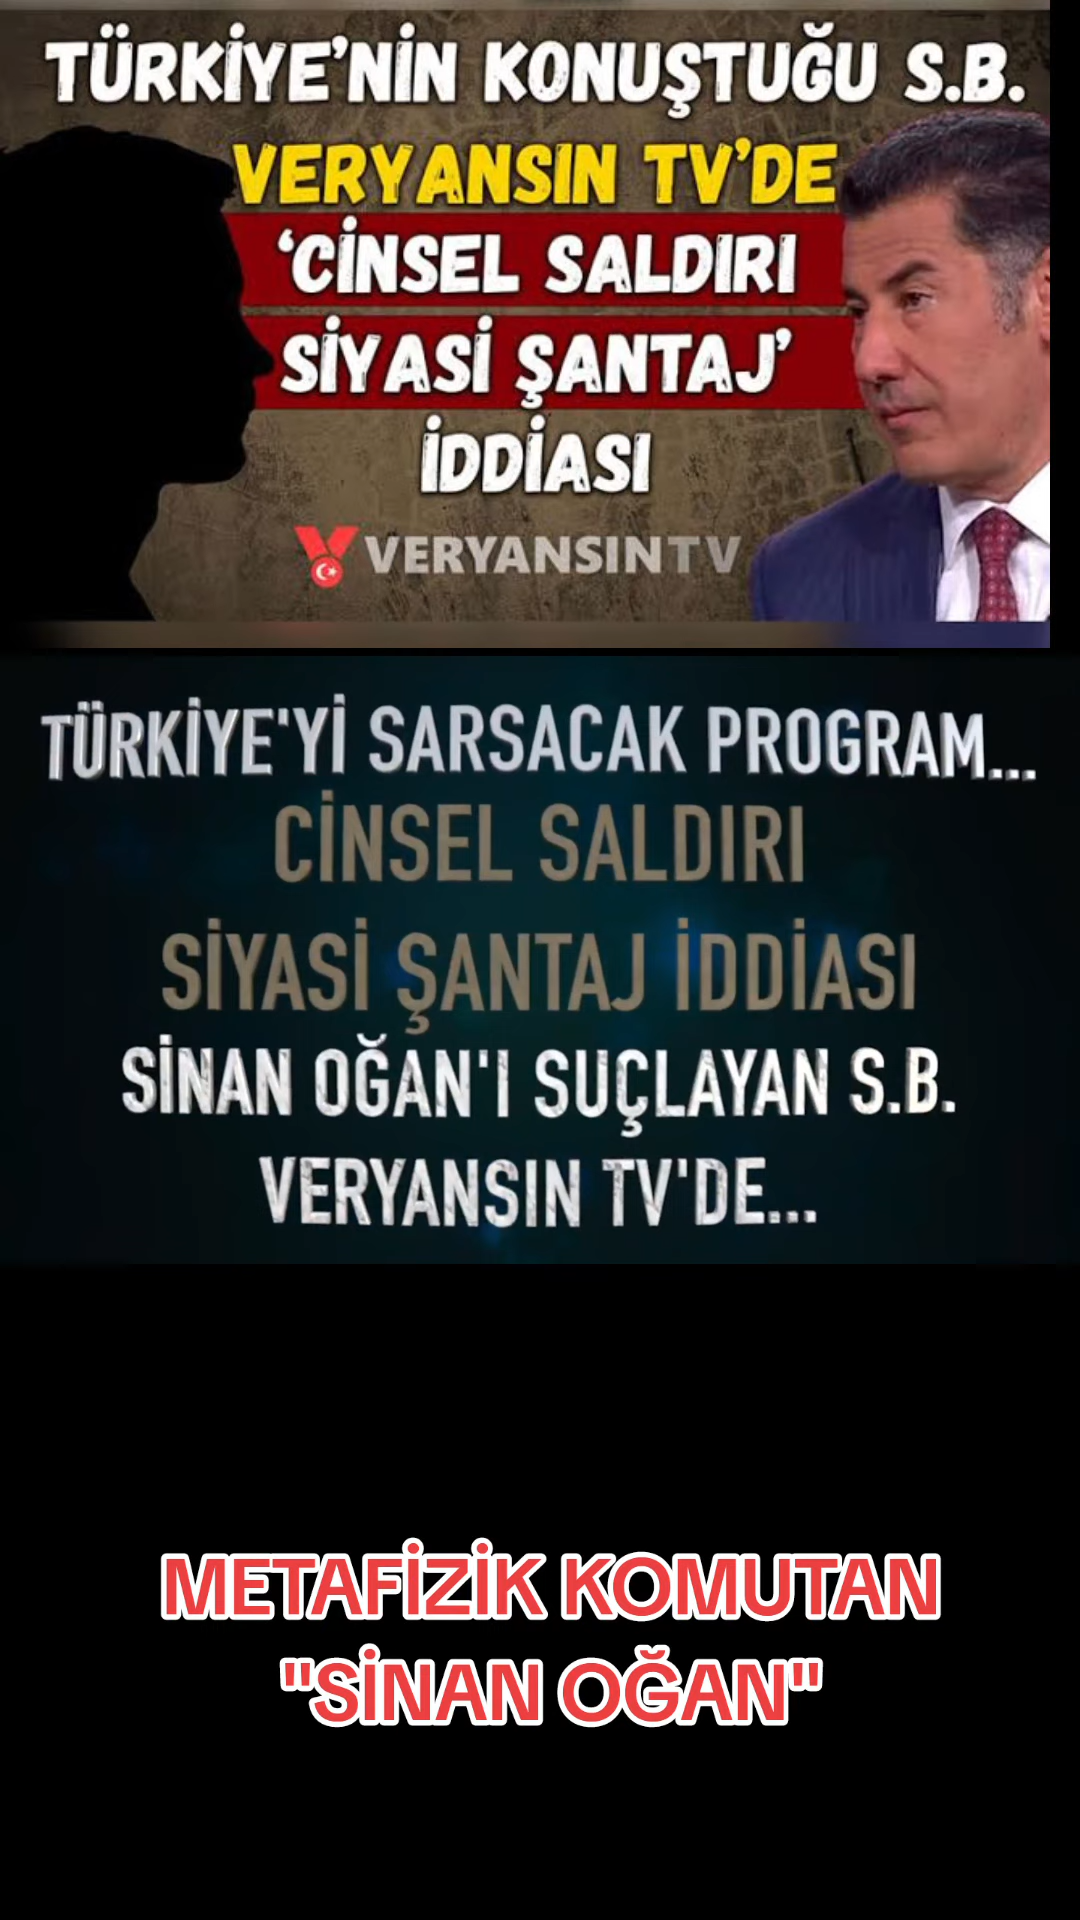 TÜRKİYE'NİN KONUŞTUĞU S.B.
VERYANSIN TV'DE
'CİNSEL SALDIRI
SİYASİ ŞANTAJ'
İDDİASI
VERYANSINTV
TÜRKİYE'Yİ SARSACAK PROGRAM...
CİNSEL SALDIRI
SİYASİ ŞANTAJ İDDİASI
SİNAN OĞAN'I SUÇLAYAN S.B.
VERYANSIN TV'DE...
METAFİZİK KOMUTAN
"SİNAN OĞAN"